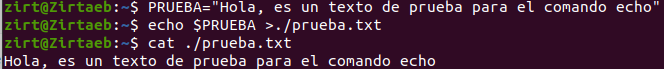 zirt@Zirtaeb:~$ PRUEBA="Hola, es un texto de prueba para el comando echo"
zirt@Zirtaeb:~$ echo $PRUEBA >./prueba.txt
zirt@Zirtaeb:~$ cat ./prueba.txt
Hola, es un texto de prueba para el comando echo